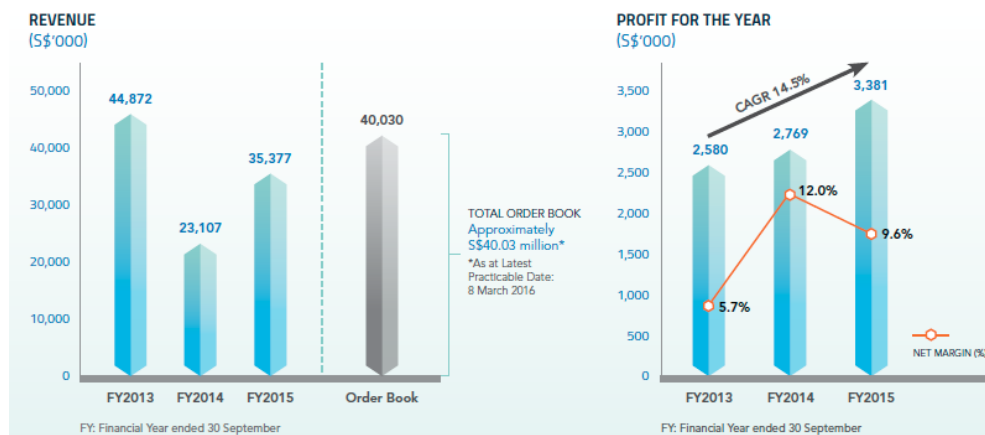 REVENUE
(S$'000)
50,000
40,000
30,000
20,000
10,000
0
44,872
23,107
35,377
40,030
FY2013
FY2014
FY2015
Order Book
TOTAL ORDER BOOK
Approximately
S$40.03 million*
*As at Latest
Practicable Date:
8 March 2016
FY: Financial Year ended 30 September
PROFIT FOR THE YEAR
(S$'000)
3,500
3,000
2,500
2,000
1,500
1,000
500
0
CAGR 14.5%
2,580
2,769
3,381
5.7%
12.0%
9.6%
NET MARGIN (%)
FY2013
FY2014
FY2015
FY: Financial Year ended 30 September